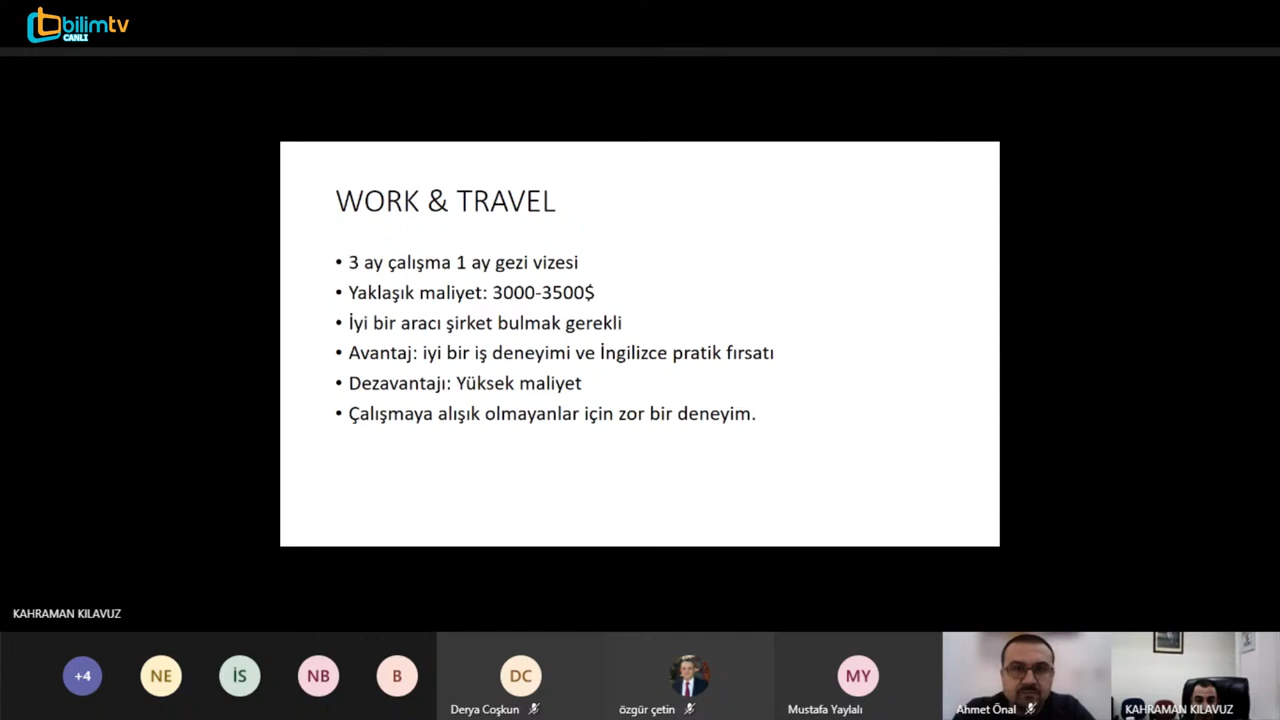 bilimtv
CANLI
WORK & TRAVEL
• 3 ay çalışma 1 ay gezi vizesi
• Yaklaşık maliyet: 3000-3500$
• İyi bir aracı şirket bulmak gerekli
• Avantaj: iyi bir iş deneyimi ve İngilizce pratik fırsatı
• Dezavantajı: Yüksek maliyet
• Çalışmaya alışık olmayanlar için zor bir deneyim.
KAHRAMAN KILAVUZ
+4 NE İS NB B DC MY
Derya Coşkun özgür çetin Mustafa Yaylalı Ahmet Önal KAHRAMAN KILAVUZ